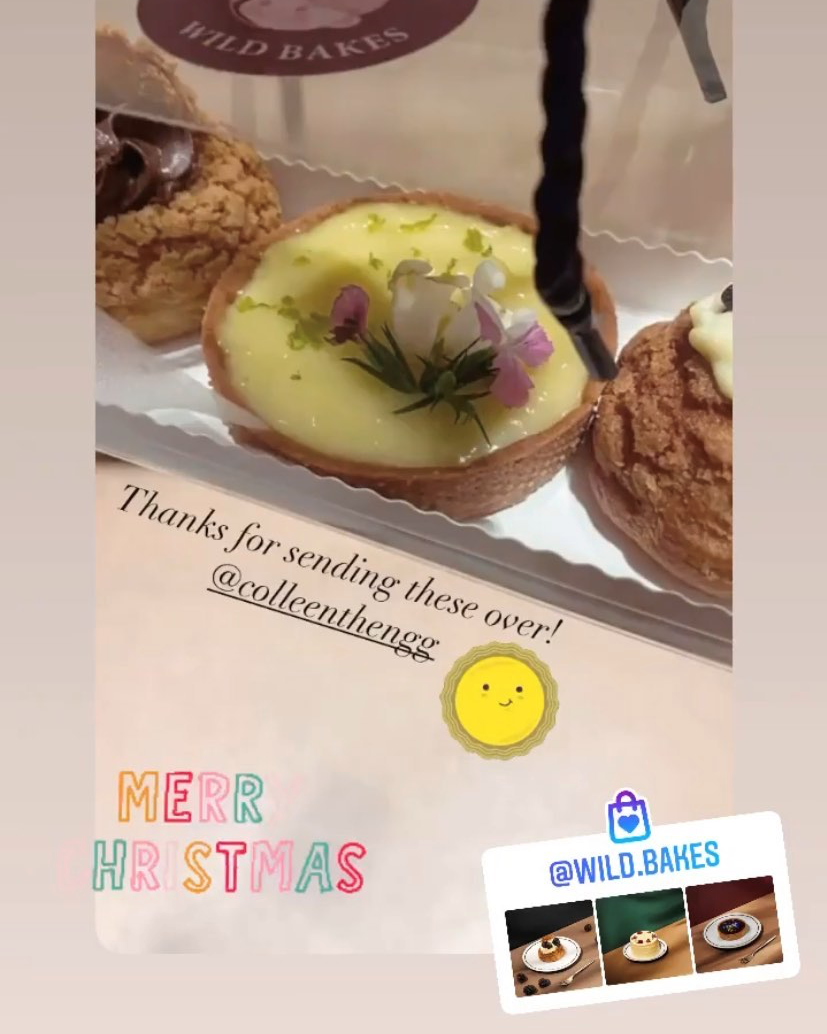 WILD BAKES
Thanks for sending these over!
@colleenthengg
MERRY
CHRISTMAS
@WILD.BAKES